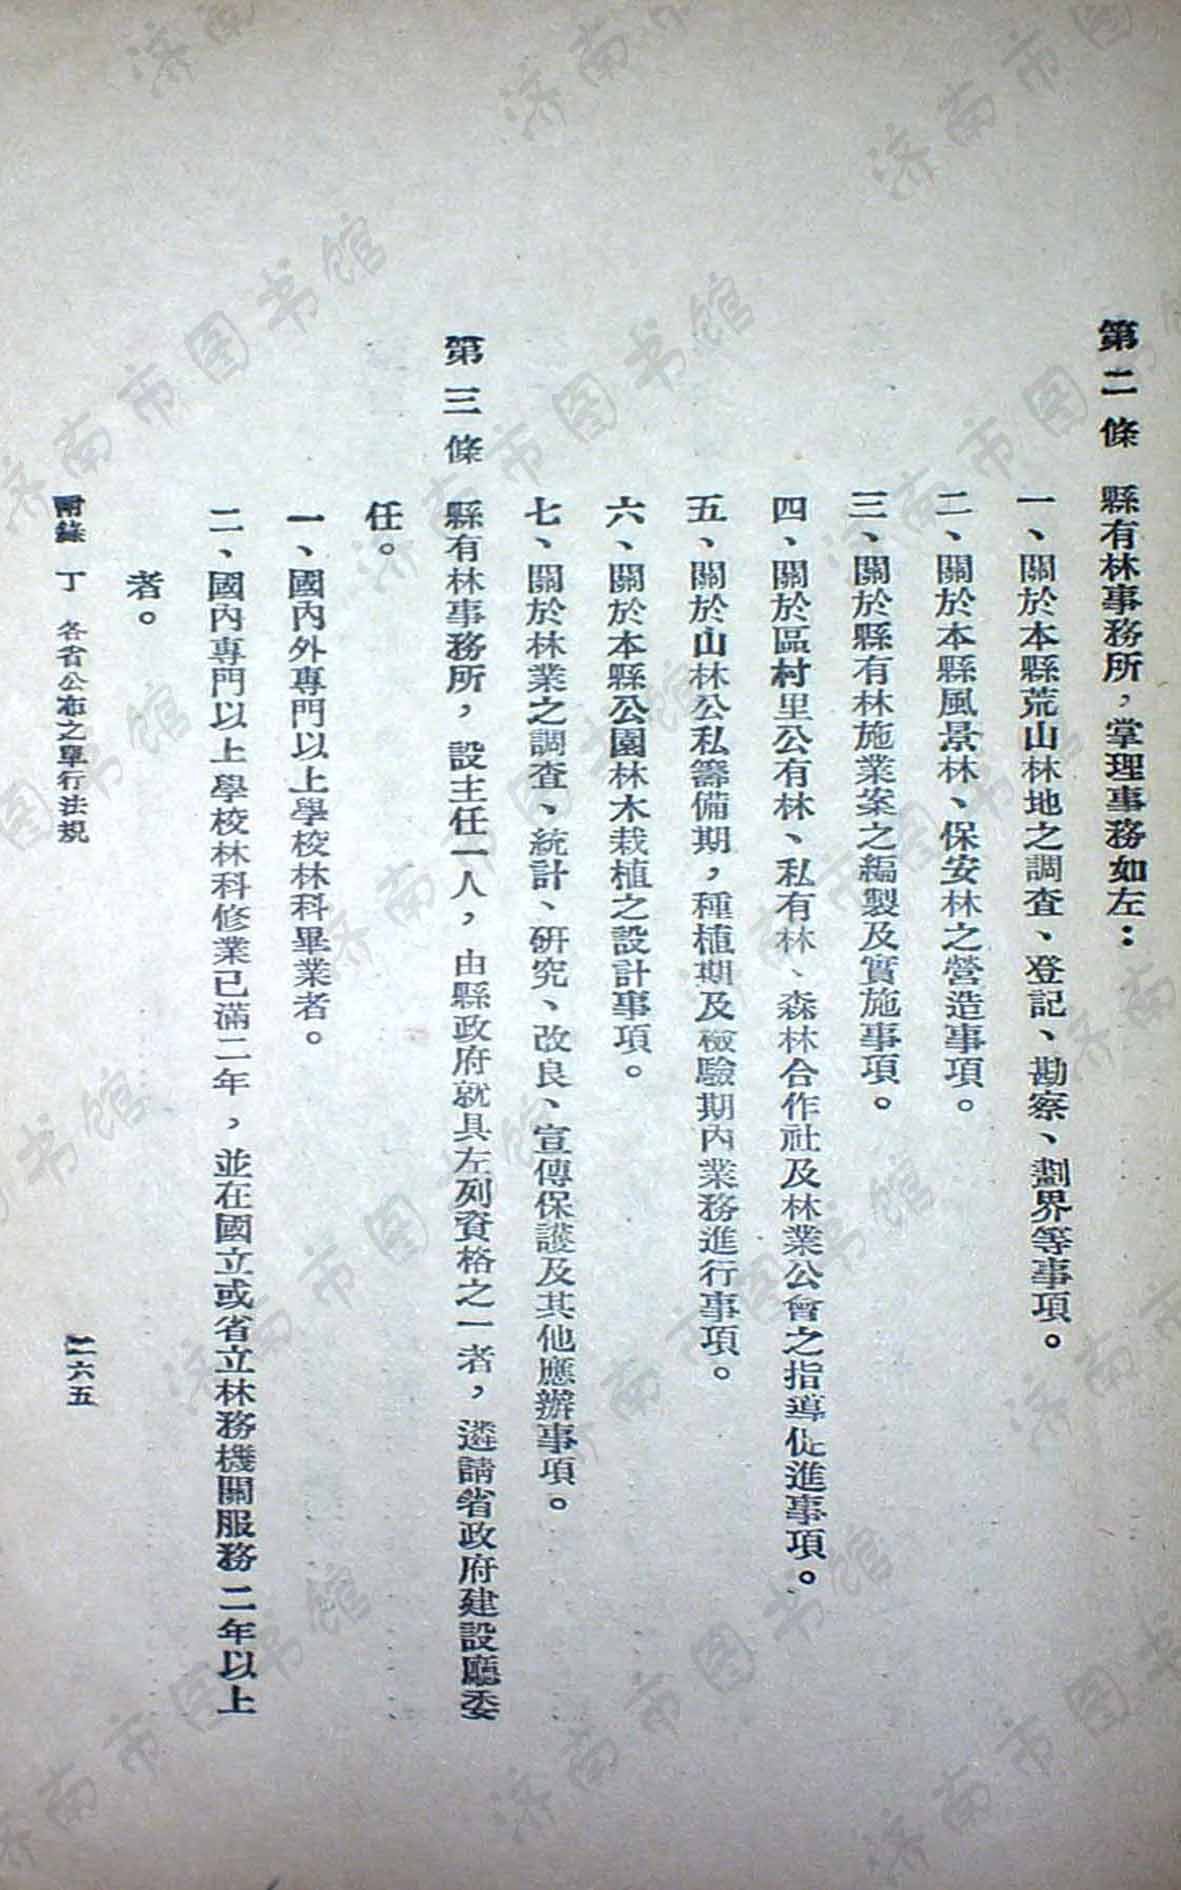 第二條　縣有林事務所，掌理事務如左：
一、關於本縣荒山林地之調查、登記、勘察、劃界等事項。
二、關於本縣風景林、保安林之營造事項。
三、關於縣有林施業案之編製及實施事項。
四、關於區村里公有林、私有林、森林合作社及林業公會之指導促進事項。
五、關於山林公私籌備期，種植期及檢驗期內業務進行事項。
六、關於本縣公園林木栽植之設計事項。
七、關於林業之調查、統計、研究、改良、宣傳保護及其他應辦事項。
第三條　縣有林事務所，設主任一人，由縣政府就具左列資格之一者，遴請省政府建設廳委
任。
一、國內外專門以上學校林科畢業者。
二、國內專門以上學校林科修業已滿二年，並在國立或省立林務機關服務二年以上
者。
附錄　丁　各省公布之單行法規
二六五
济南市图书馆